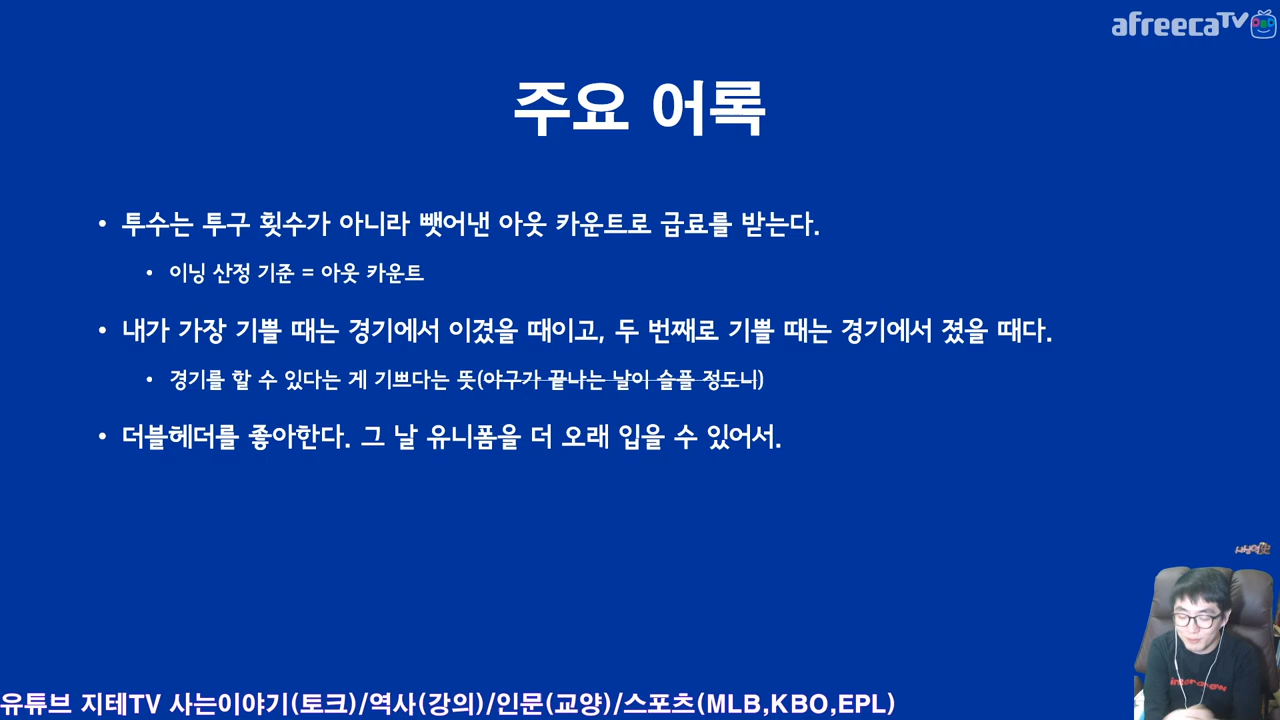 afreecaTV
주요 어록
• 투수는 투구 횟수가 아니라 뺏어낸 아웃 카운트로 급료를 받는다.
• 이닝 산정 기준 = 아웃 카운트
• 내가 가장 기쁠 때는 경기에서 이겼을 때이고, 두 번째로 기쁠 때는 경기에서 졌을 때다.
• 경기를 할 수 있다는 게 기쁘다는 뜻(야구가 끝나는 날이 슬플 정도니)
• 더블헤더를 좋아한다. 그 날 유니폼을 더 오래 입을 수 있어서.
유튜브 지테TV 사는이야기(토크)/역사(강의)/인문(교양)/스포츠(MLB,KBO,EPL)